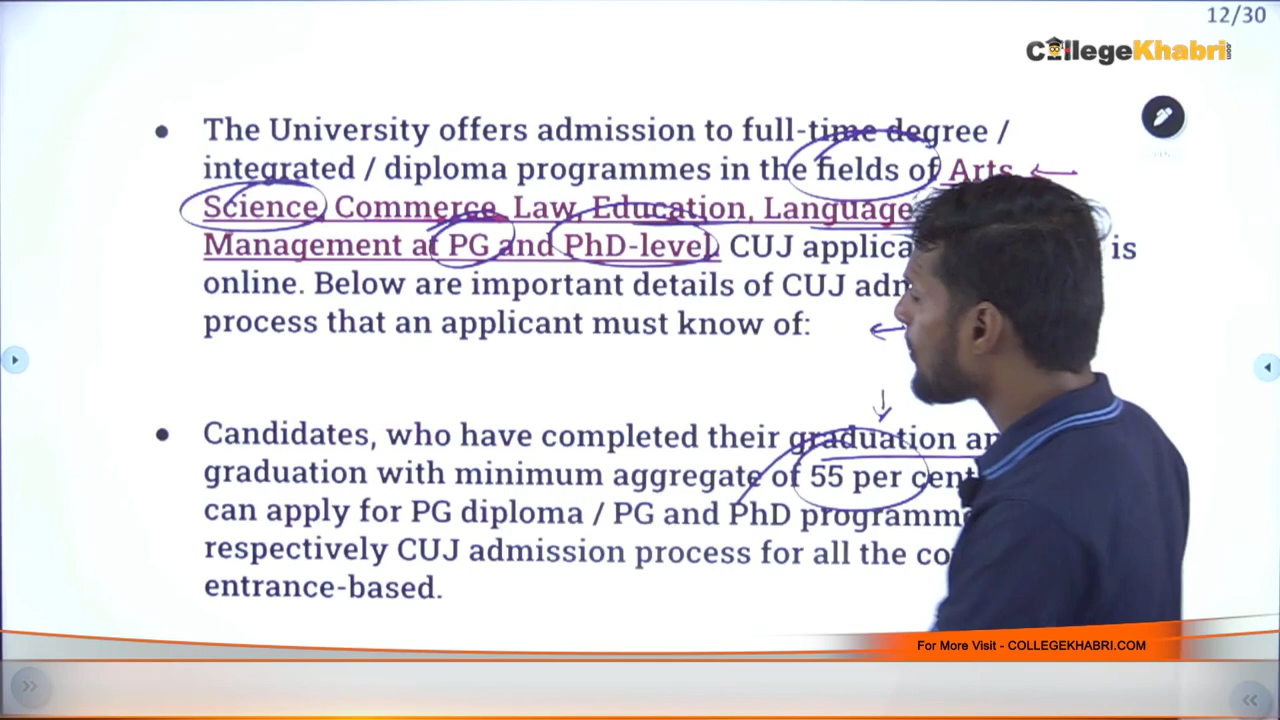 12/30
CollegeKhabri.com
The University offers admission to full-time degree /
integrated / diploma programmes in the fields of Arts
Science, Commerce, Law, Education, Language
Management at PG and PhD-level. CUJ is
online. Below are important details of CUJ
process that an applicant must know of:
Candidates, who have completed their graduation
graduation with minimum aggregate of 55 per cent
can apply for PG diploma / PG and PhD
respectively CUJ admission process for all the
entrance-based.
For More Visit - COLLEGEKHABRI.COM